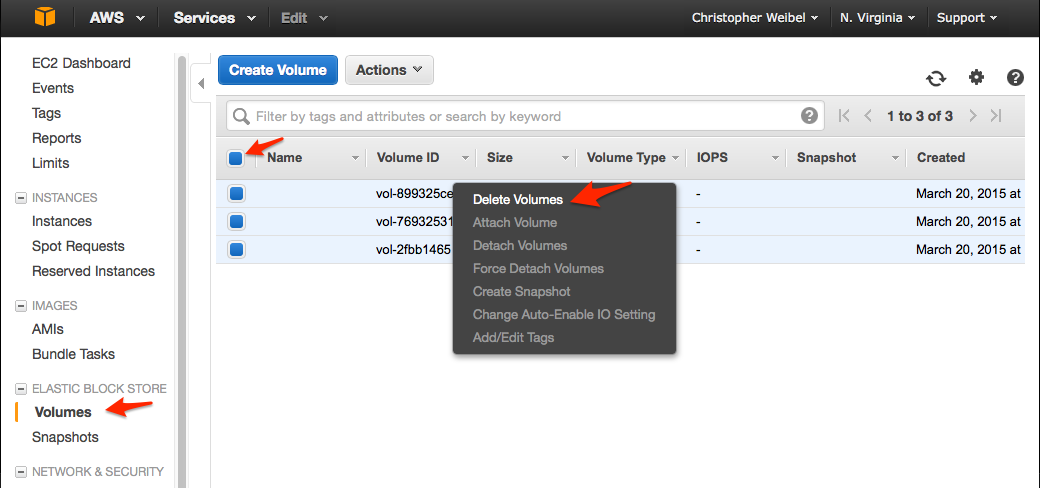 AWS Services Edit Christopher Weibel N. Virginia Support
EC2 Dashboard
Events
Tags
Reports
Limits
INSTANCES
Instances
Spot Requests
Reserved Instances
IMAGES
AMIs
Bundle Tasks
ELASTIC BLOCK STORE
Volumes
Snapshots
NETWORK & SECURITY
Create Volume Actions
Filter by tags and attributes or search by keyword 1 to 3 of 3
Name Volume ID Size Volume Type IOPS Snapshot Created
vol-899325ce - March 20, 2015 at
vol-76932531 - March 20, 2015 at
vol-2fbb1465 - March 20, 2015 at
Delete Volumes
Attach Volume
Detach Volumes
Force Detach Volumes
Create Snapshot
Change Auto-Enable IO Setting
Add/Edit Tags